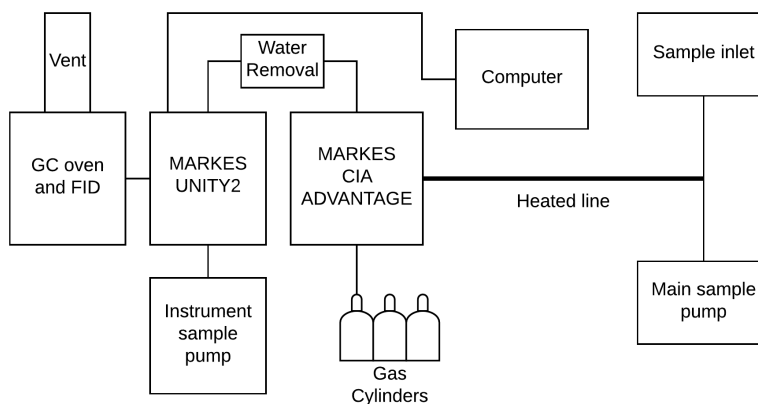 Vent
Water
Removal
Computer
Sample inlet
GC oven
and FID
MARKES
UNITY2
MARKES
CIA
ADVANTAGE
Heated line
Instrument
sample
pump
Gas
Cylinders
Main sample
pump